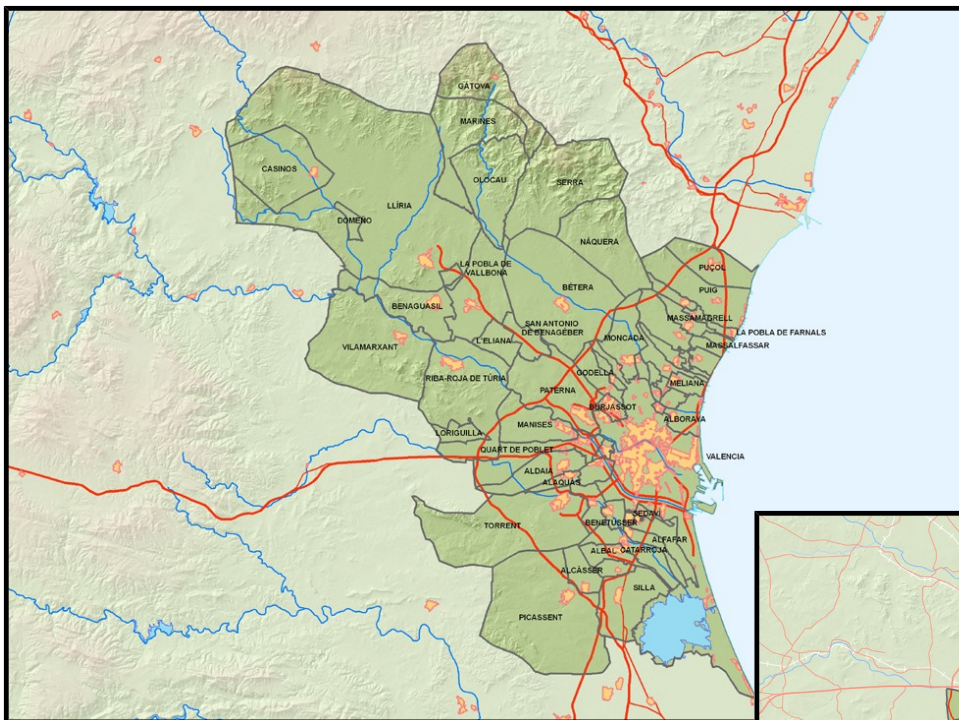 GÁTOVA
MARINES
CASINOS
OLOCAU
SERRA
LLÍRIA
DOMEÑO
NÁQUERA
LA POBLA DE
VALLBONA
PUÇOL
BÉTERA
PUIG
BENAGUASIL
MASSAMAGRELL
SAN ANTONIO
DE BENAGÉBER
LA POBLA DE FARNALS
MONCADA
L'ELIANA
MASSALFASSAR
VILAMARXANT
GODELLA
RIBA-ROJA DE TÚRIA
MELIANA
PATERNA
BURJASSOT
ALBORAYA
MANISES
LORIGUILLA
QUART DE POBLET
VALENCIA
ALDAIA
ALAQUÀS
SEDAVÍ
BENETÚSSER
TORRENT
ALFAFAR
ALBAL
CATARROJA
ALCÀSSER
SILLA
PICASSENT